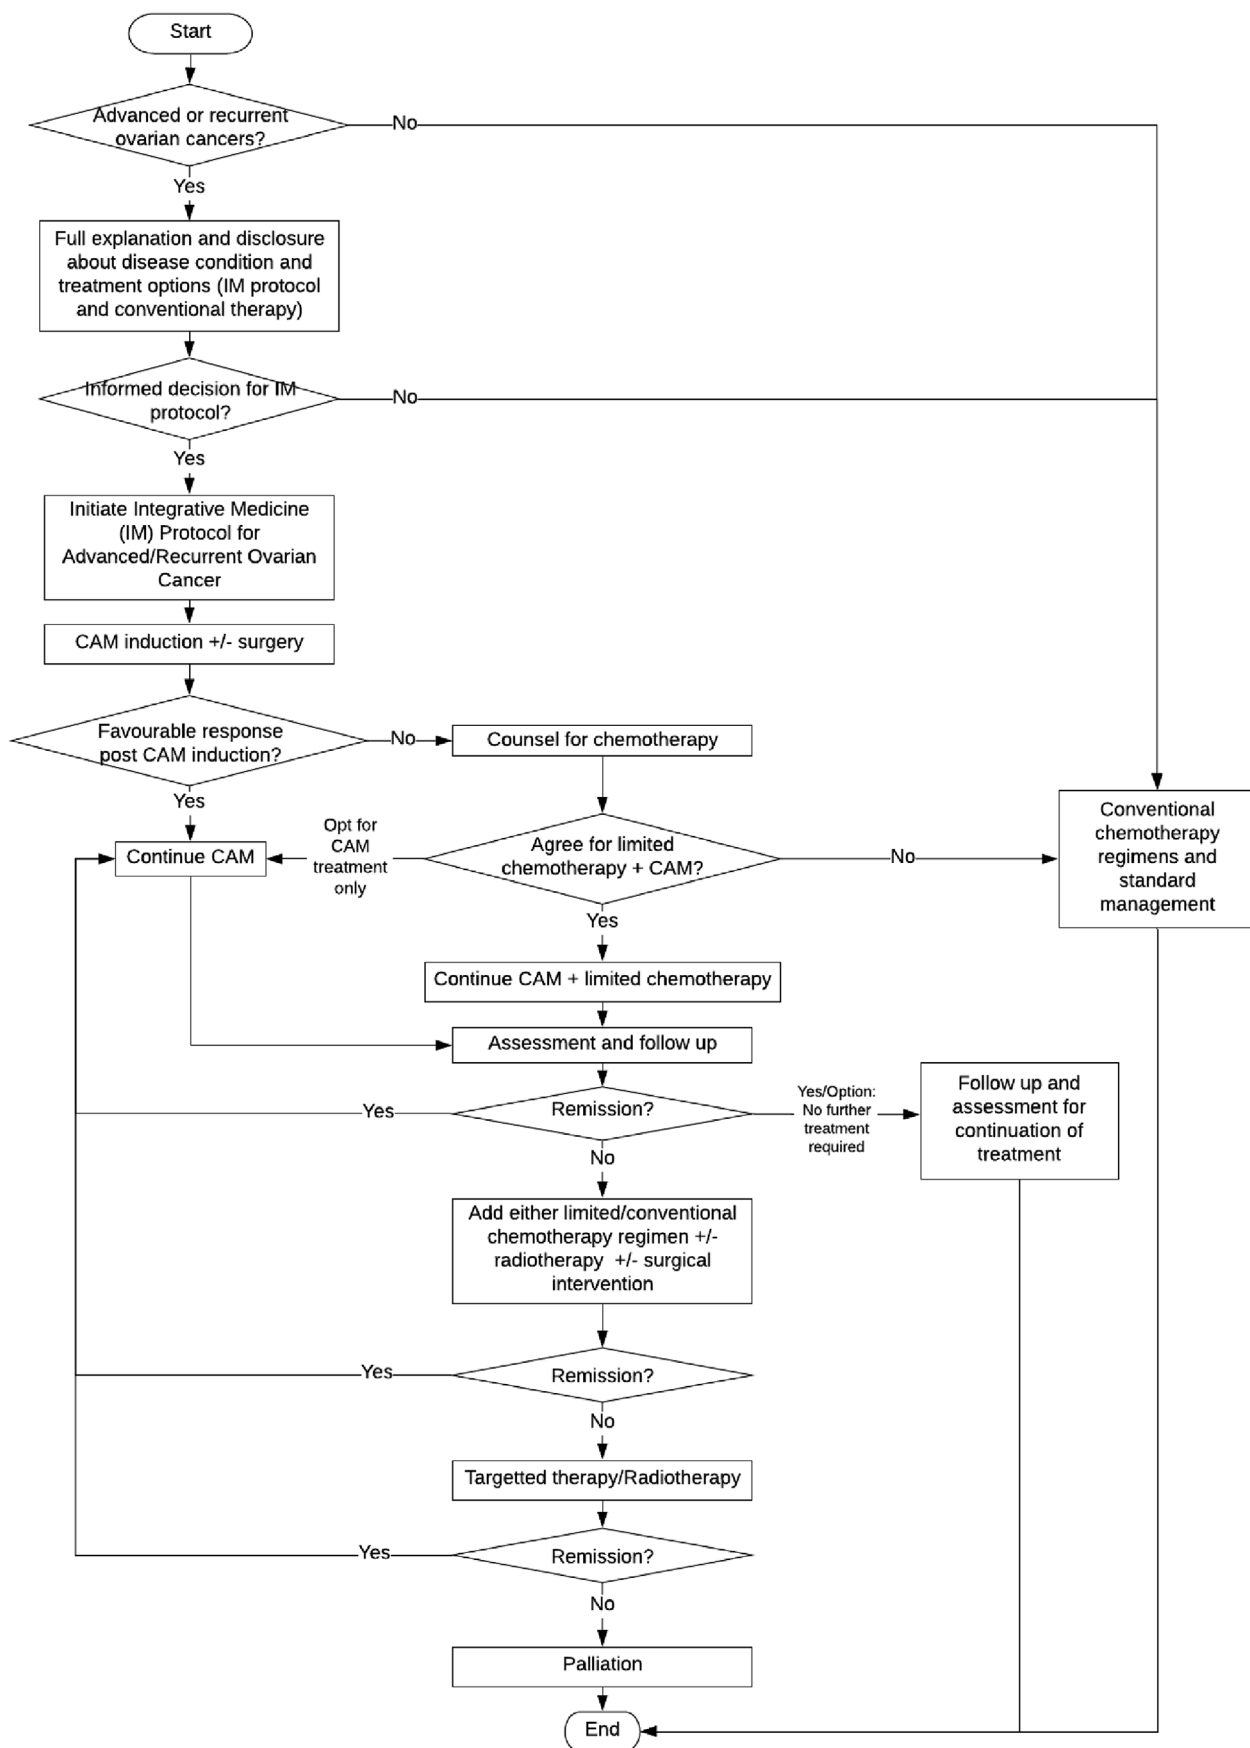 Start
Advanced or recurrent
ovarian cancers?
No
Yes
Full explanation and disclosure
about disease condition and
treatment options (IM protocol
and conventional therapy)
Informed decision for IM
protocol?
No
Yes
Initiate Integrative Medicine
(IM) Protocol for
Advanced/Recurrent Ovarian
Cancer
CAM induction +/- surgery
Favourable response
post CAM induction?
No
Counsel for chemotherapy
Yes
Continue CAM
Opt for
CAM
treatment
only
Agree for limited
chemotherapy + CAM?
No
Conventional
chemotherapy
regimens and
standard
management
Yes
Continue CAM + limited chemotherapy
Assessment and follow up
Remission?
Yes
Yes/Option:
No further
treatment
required
Follow up and
assessment for
continuation of
treatment
No
Add either limited/conventional
chemotherapy regimen +/-
radiotherapy +/- surgical
intervention
Remission?
Yes
No
Targetted therapy/Radiotherapy
Remission?
Yes
No
Palliation
End